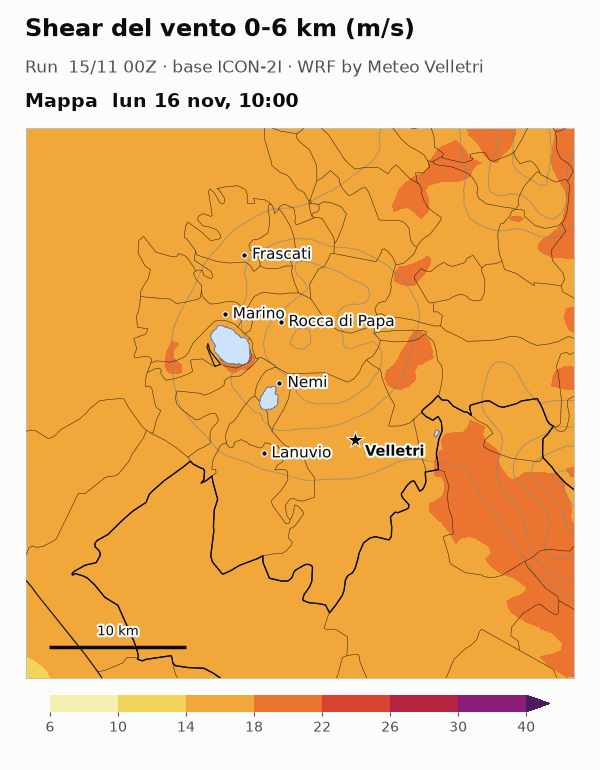 Shear del vento 0-6 km (m/s)
Run  15/11 00Z · base ICON-2I · WRF by Meteo Velletri
Mappa  lun 16 nov, 10:00
Frascati
Marino
Rocca di Papa
Nemi
Velletri
Lanuvio
10 km
6 10 14 18 22 26 30 40